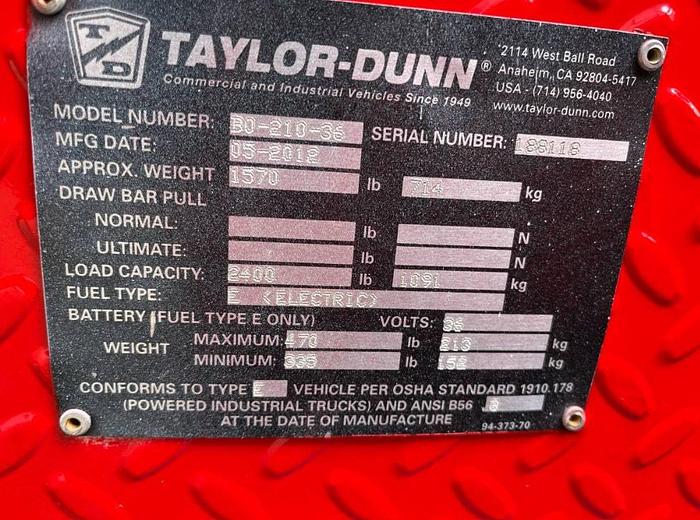 TAYLOR-DUNN®
Commercial and Industrial Vehicles Since 1949
2114 West Ball Road
Anaheim, CA 92804-5417
USA - (714) 956-4040
www.taylor-dunn.com
MODEL NUMBER: B0-210-36 SERIAL NUMBER: 188118
MFG DATE: 05-2012
APPROX. WEIGHT 1570 lb 714 kg
DRAW BAR PULL
NORMAL: lb N
ULTIMATE: lb N
LOAD CAPACITY: 2400 lb 1091 kg
FUEL TYPE: E (ELECTRIC)
BATTERY (FUEL TYPE E ONLY) VOLTS: 36
WEIGHT MAXIMUM: 470 lb 213 kg
MINIMUM: 335 lb 152 kg
CONFORMS TO TYPE E VEHICLE PER OSHA STANDARD 1910.178
(POWERED INDUSTRIAL TRUCKS) AND ANSI B56 .8
AT THE DATE OF MANUFACTURE
94-373-70